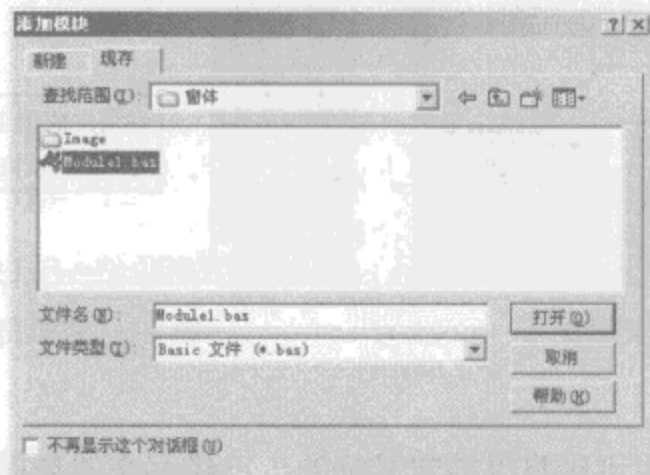 添加模块
新建 现存
查找范围(I): 窗体
Image
Module1.bas
文件名(N): Module1.bas 打开(O)
文件类型(T): Basic 文件 (*.bas) 取消
帮助(H)
不再显示这个对话框(U)